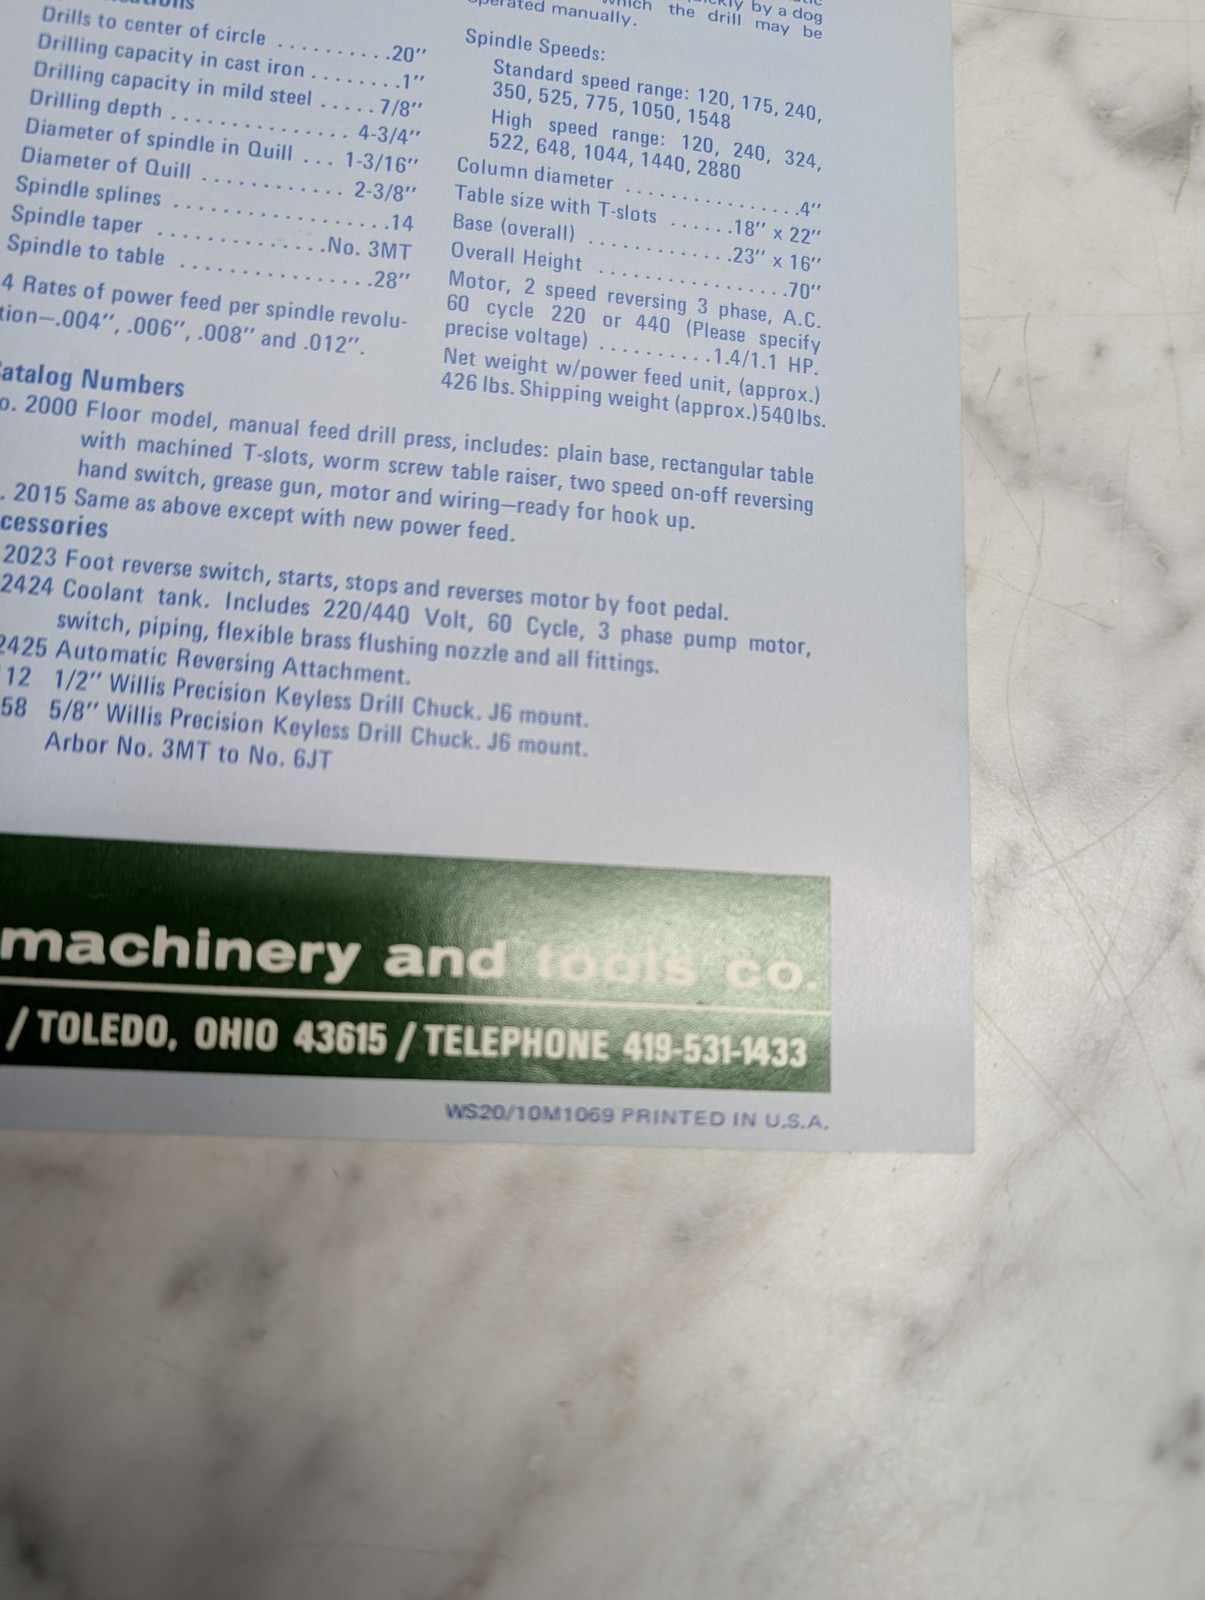 Drills to center of circle ..........20"
Drilling capacity in cast iron ........1"
Drilling capacity in mild steel .....7/8"
Drilling depth ............... 4-3/4"
Diameter of spindle in Quill ... 1-3/16"
Diameter of Quill ............ 2-3/8"
Spindle splines ..................14
Spindle taper ..............No. 3MT
Spindle to table ................28"
4 Rates of power feed per spindle revolu-
tion—.004", .006", .008" and .012".
which the drill may be
operated manually.
Spindle Speeds:
Standard speed range: 120, 175, 240,
350, 525, 775, 1050, 1548
High speed range: 120, 240, 324,
522, 648, 1044, 1440, 2880
Column diameter ..............4"
Table size with T-slots ......18" x 22"
Base (overall) .............23" x 16"
Overall Height ...............70"
Motor, 2 speed reversing 3 phase, A.C.
60 cycle 220 or 440 (Please specify
precise voltage) ..........1.4/1.1 HP.
Net weight w/power feed unit, (approx.)
426 lbs. Shipping weight (approx.) 540 lbs.
atalog Numbers
o. 2000 Floor model, manual feed drill press, includes: plain base, rectangular table
with machined T-slots, worm screw table raiser, two speed on-off reversing
hand switch, grease gun, motor and wiring—ready for hook up.
. 2015 Same as above except with new power feed.
cessories
2023 Foot reverse switch, starts, stops and reverses motor by foot pedal.
2424 Coolant tank. Includes 220/440 Volt, 60 Cycle, 3 phase pump motor,
switch, piping, flexible brass flushing nozzle and all fittings.
2425 Automatic Reversing Attachment.
12 1/2" Willis Precision Keyless Drill Chuck. J6 mount.
58 5/8" Willis Precision Keyless Drill Chuck. J6 mount.
Arbor No. 3MT to No. 6JT
machinery and tools co.
/ TOLEDO, OHIO 43615 / TELEPHONE 419-531-1433
WS20/10M1069 PRINTED IN U.S.A.